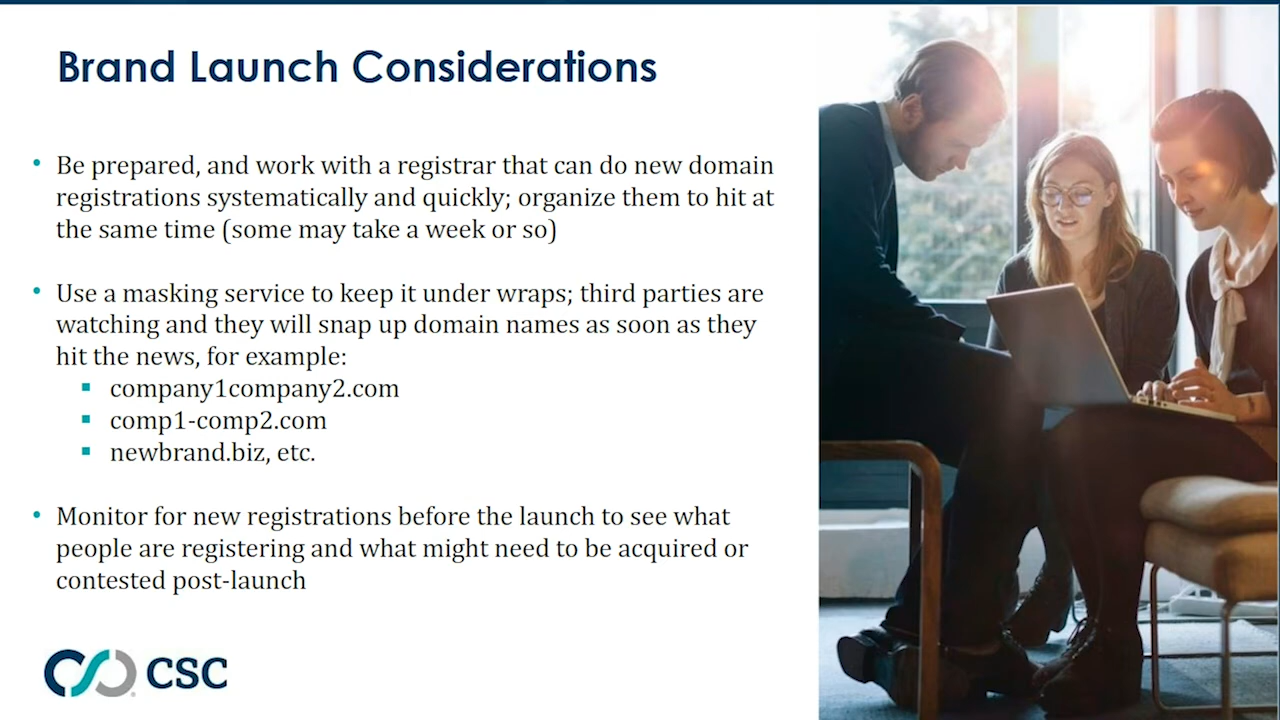 Brand Launch Considerations
• Be prepared, and work with a registrar that can do new domain
registrations systematically and quickly; organize them to hit at
the same time (some may take a week or so)
• Use a masking service to keep it under wraps; third parties are
watching and they will snap up domain names as soon as they
hit the news, for example:
▪ company1company2.com
▪ comp1-comp2.com
▪ newbrand.biz, etc.
• Monitor for new registrations before the launch to see what
people are registering and what might need to be acquired or
contested post-launch
CSC